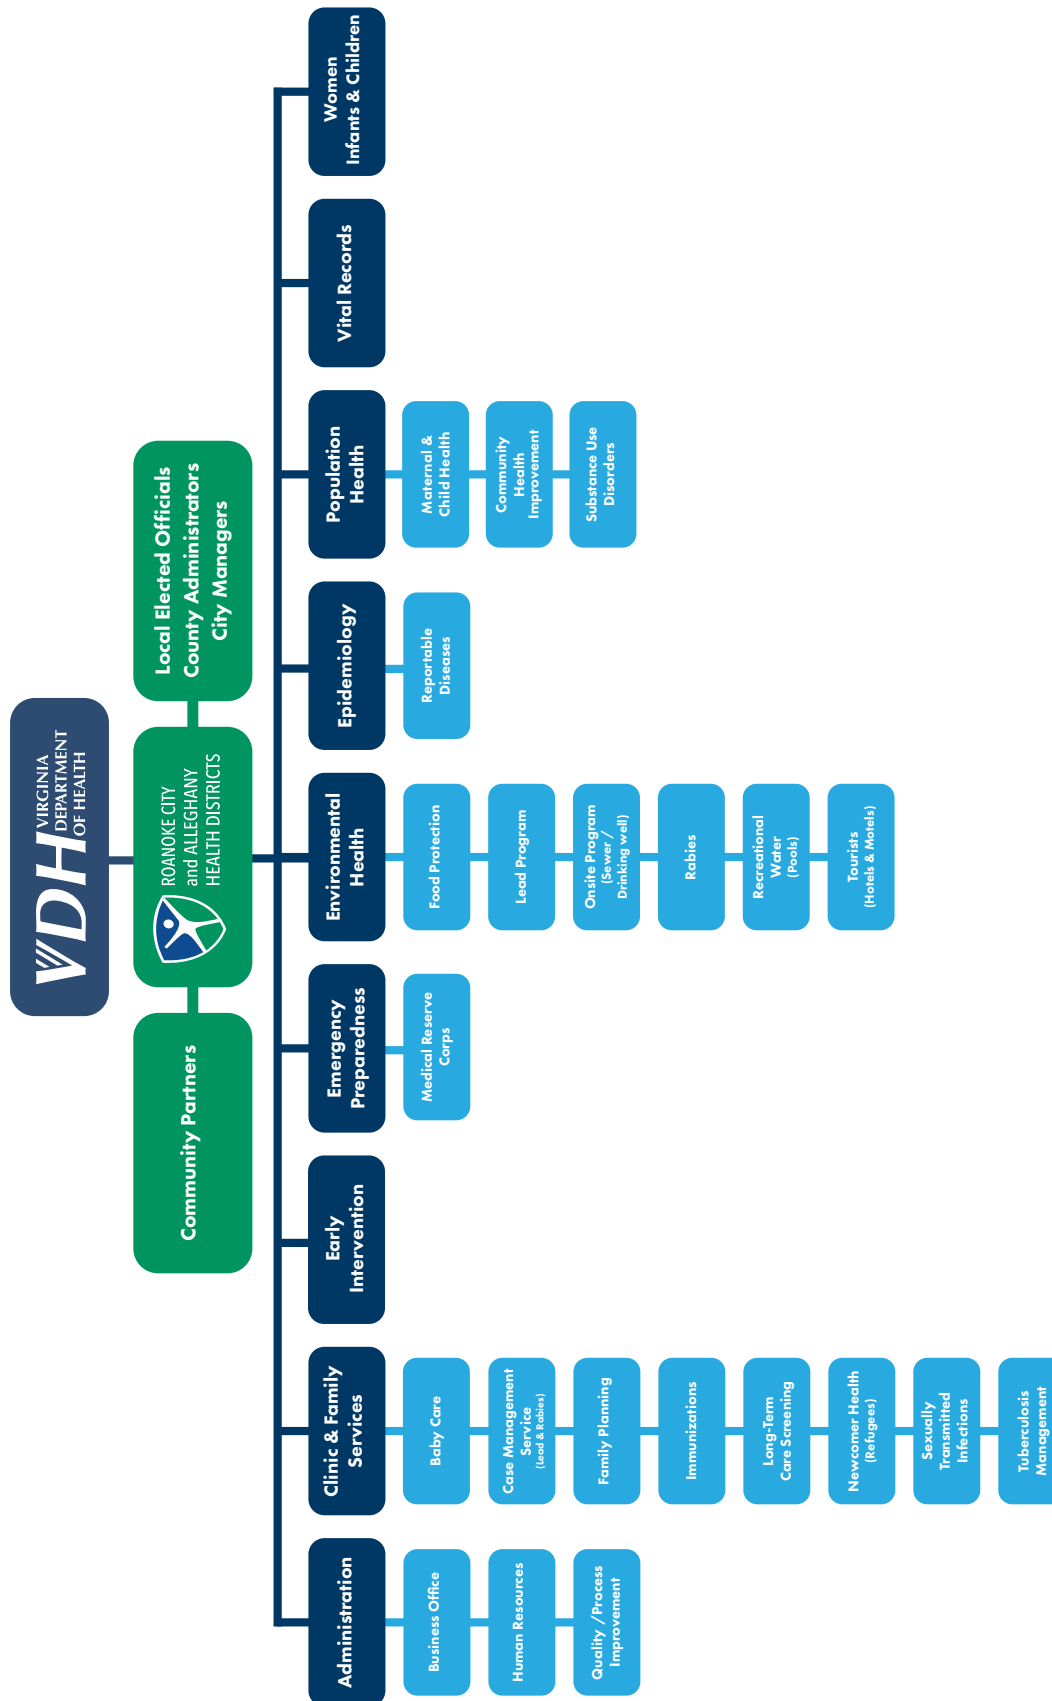 VDH
VIRGINIA
DEPARTMENT
OF HEALTH
Community Partners
ROANOKE CITY
and ALLEGHANY
HEALTH DISTRICTS
Local Elected Officials
County Administrators
City Managers
Administration
Business Office
Human Resources
Quality /Process
Improvement
Clinic & Family
Services
Baby Care
Case Management
Service
(Lead & Rabies)
Family Planning
Immunizations
Long-Term
Care Screening
Newcomer Health
(Refugees)
Sexually
Transmitted
Infections
Tuberculosis
Management
Early
Intervention
Emergency
Preparedness
Medical Reserve
Corps
Environmental
Health
Food Protection
Lead Program
Onsite Program
(Sewer /
Drinking well)
Rabies
Recreational
Water
(Pools)
Tourists
(Hotels & Motels)
Epidemiology
Reportable
Diseases
Population
Health
Maternal &
Child Health
Community
Health
Improvement
Substance Use
Disorders
Vital Records
Women
Infants & Children